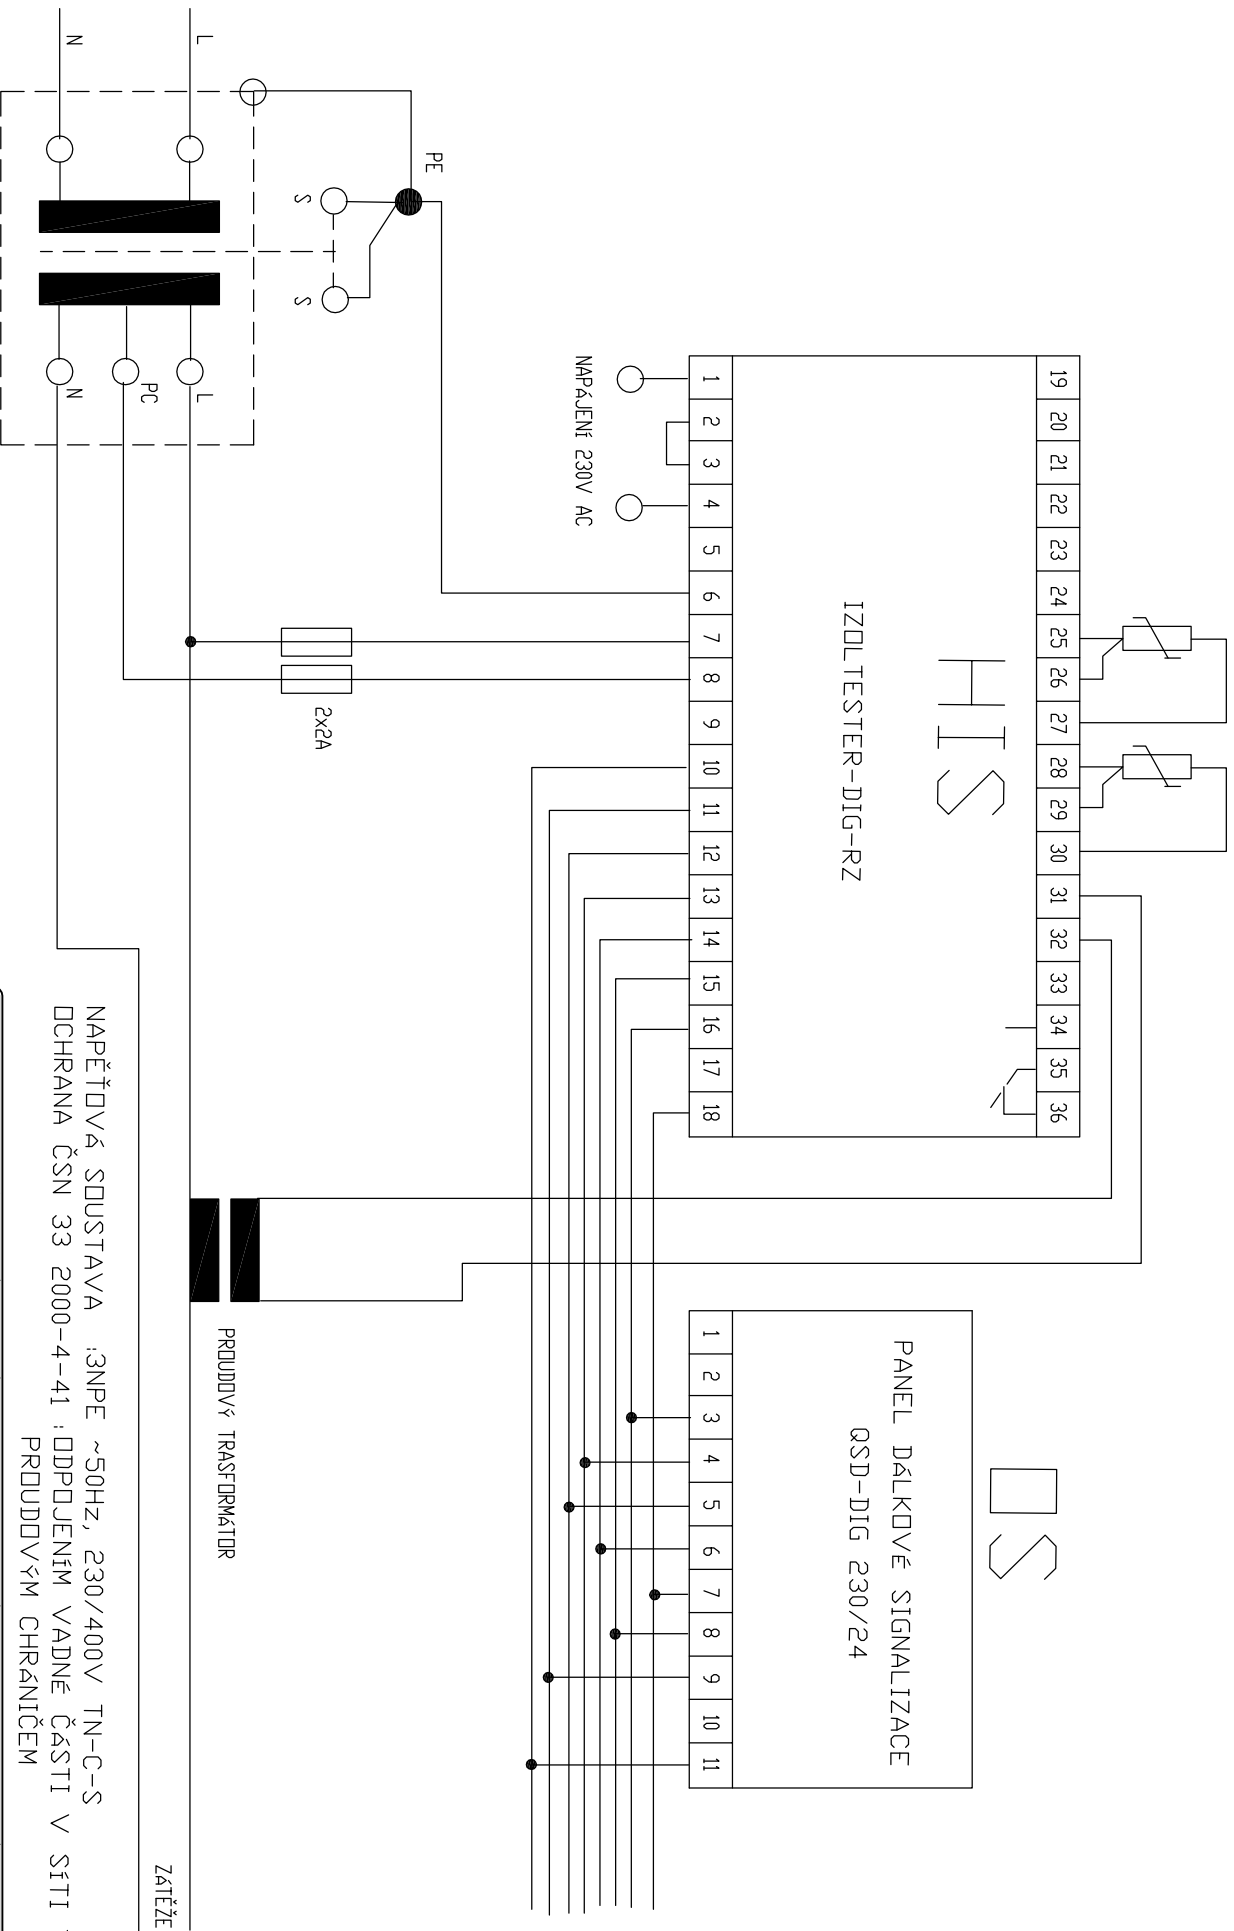 19 20 21 22 23 24 25 26 27 28 29 30 31 32 33 34 35 36
HIS
IZOLTESTER-DIG-RZ
1 2 3 4 5 6 7 8 9 10 11 12 13 14 15 16 17 18
OS
PANEL DÁLKOVÉ SIGNALIZACE
QSD-DIG 230/24
1 2 3 4 5 6 7 8 9 10 11
NAPÁJENÍ 230V AC
PE
S
S
2x2A
L
N
L
PC
N
PROUDOVÝ TRASFORMÁTOR
ZÁTĚŽE
NAPĚŤOVÁ SOUSTAVA :3NPE ~50Hz, 230/400V TN-C-S
OCHRANA ČSN 33 2000-4-41 :ODPOJENÍM VADNÉ ČÁSTI V SÍTI
PROUDOVÝM CHRÁNIČEM